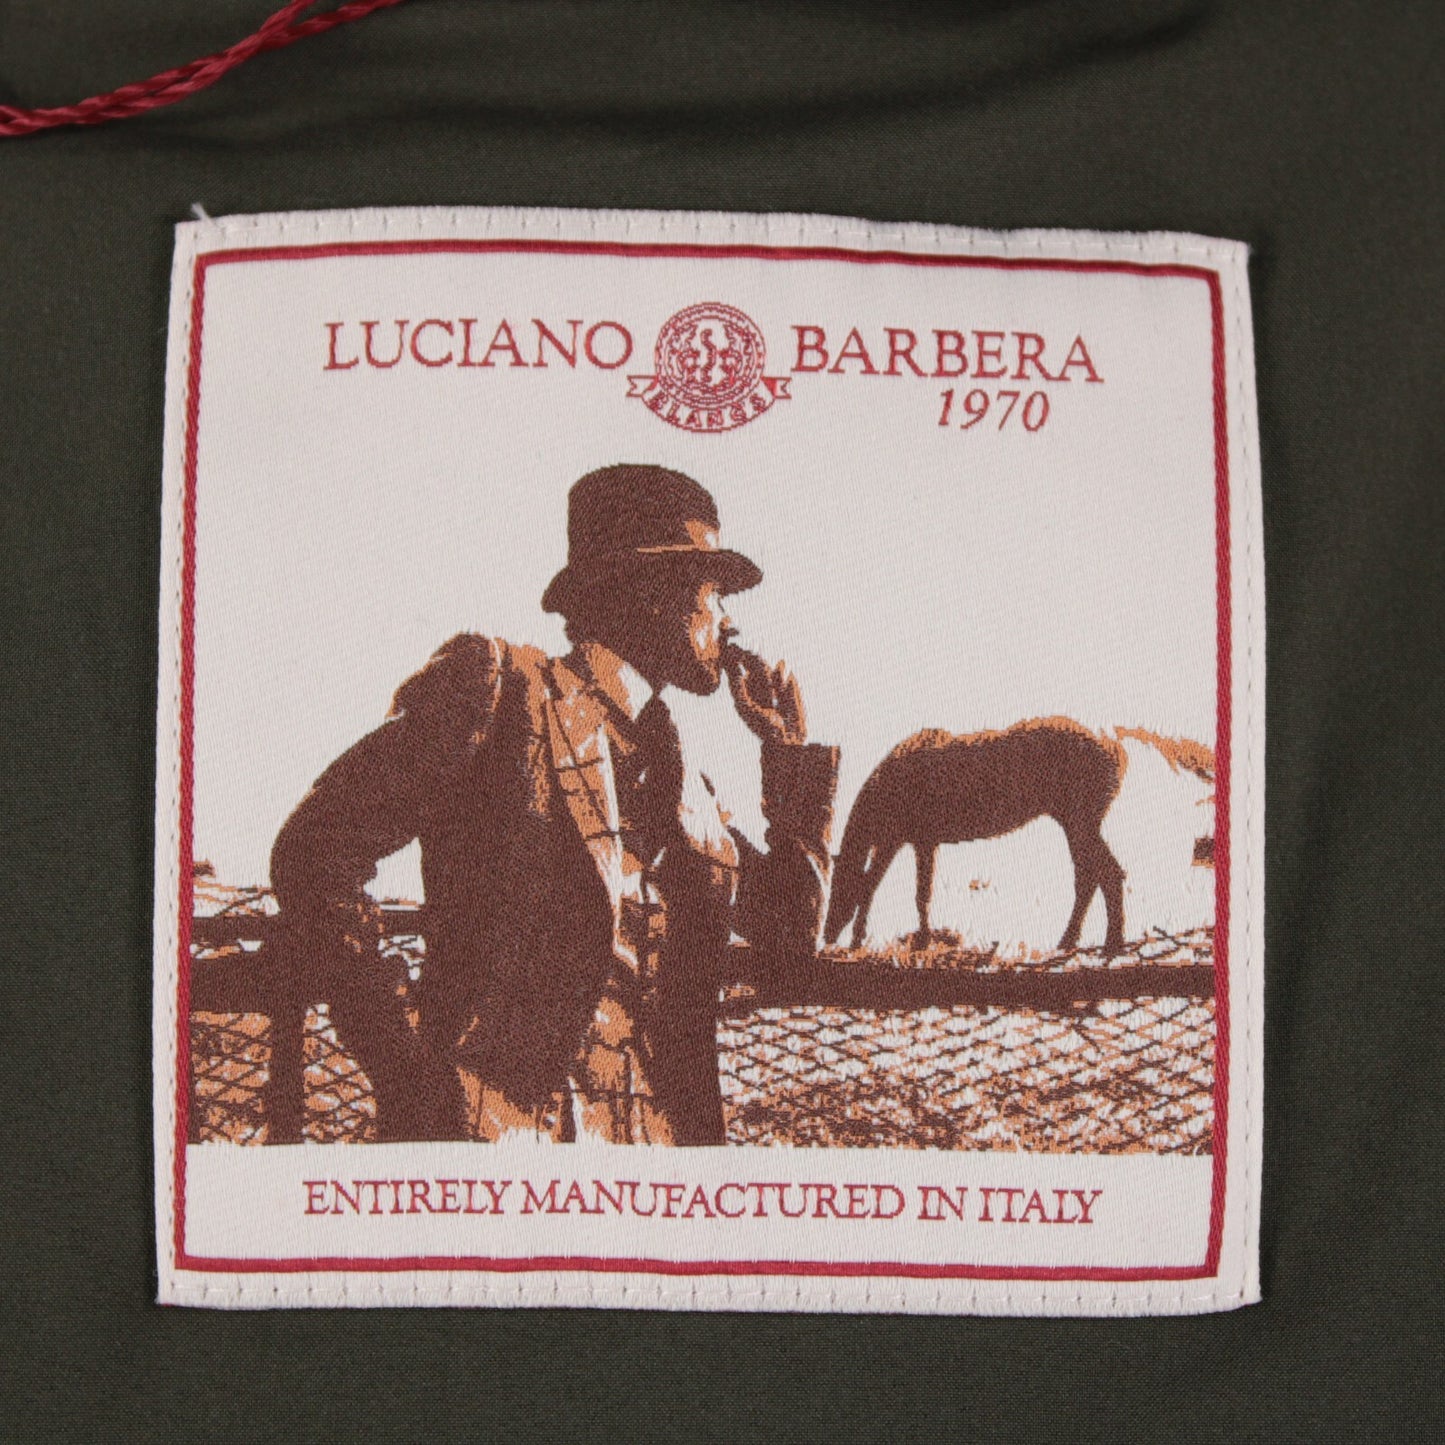 LUCIANO BARBERA
1970
ENTIRELY MANUFACTURED IN ITALY